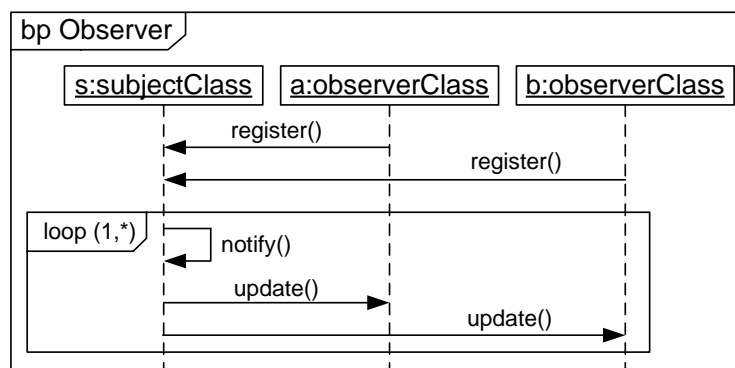 bp Observer
s:subjectClass
a:observerClass
b:observerClass
register()
register()
loop (1,*)
notify()
update()
update()